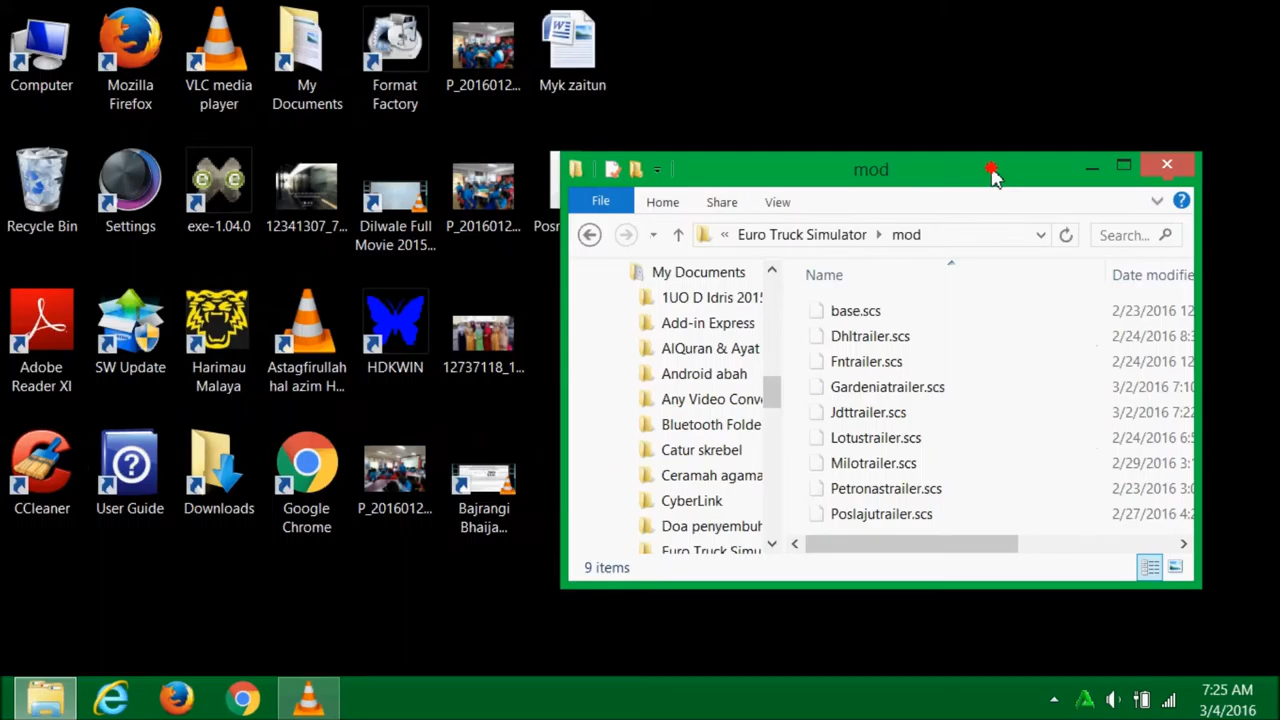 Computer
Mozilla
Firefox
VLC media
player
My
Documents
Format
Factory
P_2016012...
Myk zaitun
Recycle Bin
Settings
exe-1.04.0
12341307_7...
Dilwale Full
Movie 2015...
P_2016012...
Adobe
Reader XI
SW Update
Harimau
Malaya
Astagfirullah
hal azim H...
HDKWIN
12737118_1...
CCleaner
User Guide
Downloads
Google
Chrome
P_2016012...
Bajrangi
Bhaija...
mod
File Home Share View
« Euro Truck Simulator mod Search...
Name Date modifie
My Documents
1UO D Idris 2015
Add-in Express
AlQuran & Ayat
Android abah
Any Video Conv
Bluetooth Folde
Catur skrebel
Ceramah agama
CyberLink
Doa penyembuh
Euro Truck Simu
base.scs 2/23/2016 12
Dhltrailer.scs 2/24/2016 8:
Fntrailer.scs 2/24/2016 12
Gardeniatrailer.scs 3/2/2016 7:10
Jdttrailer.scs 3/2/2016 7:22
Lotustrailer.scs 2/24/2016 6:5
Milotrailer.scs 2/29/2016 3:
Petronastrailer.scs 2/23/2016 3:0
Poslajutrailer.scs 2/27/2016 4:2
9 items
7:25 AM
3/4/2016